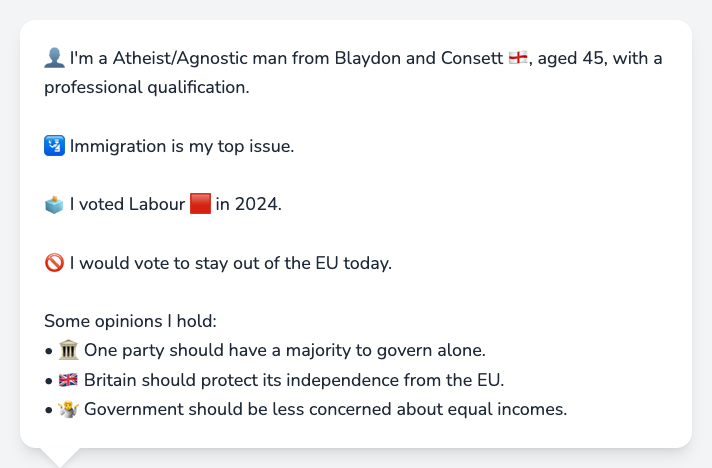 👤 I'm a Atheist/Agnostic man from Blaydon and Consett 🏴󠁧󠁢󠁥󠁮󠁧󠁿, aged 45, with a
professional qualification.
🛂 Immigration is my top issue.
🗳️ I voted Labour 🟥 in 2024.
🚫 I would vote to stay out of the EU today.
Some opinions I hold:
• 🏛️ One party should have a majority to govern alone.
• 🇬🇧 Britain should protect its independence from the EU.
• 🤷 Government should be less concerned about equal incomes.